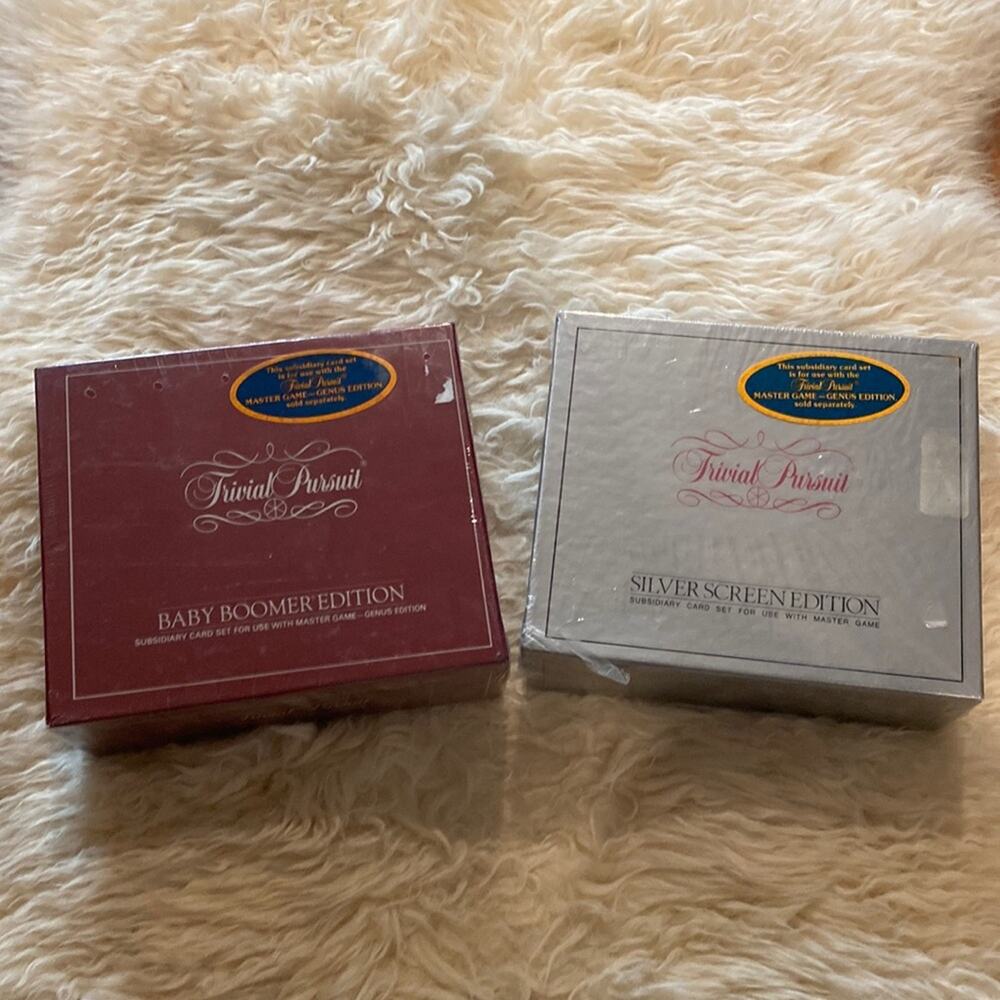 This subsidiary card set
is for use with the
Trivial Pursuit®
MASTER GAME—GENUS EDITION
sold separately.
Trivial Pursuit®
BABY BOOMER EDITION
SUBSIDIARY CARD SET FOR USE WITH MASTER GAME—GENUS EDITION
This subsidiary card set
is for use with the
Trivial Pursuit®
MASTER GAME—GENUS EDITION
sold separately.
Trivial Pursuit®
SILVER SCREEN EDITION
SUBSIDIARY CARD SET FOR USE WITH MASTER GAME